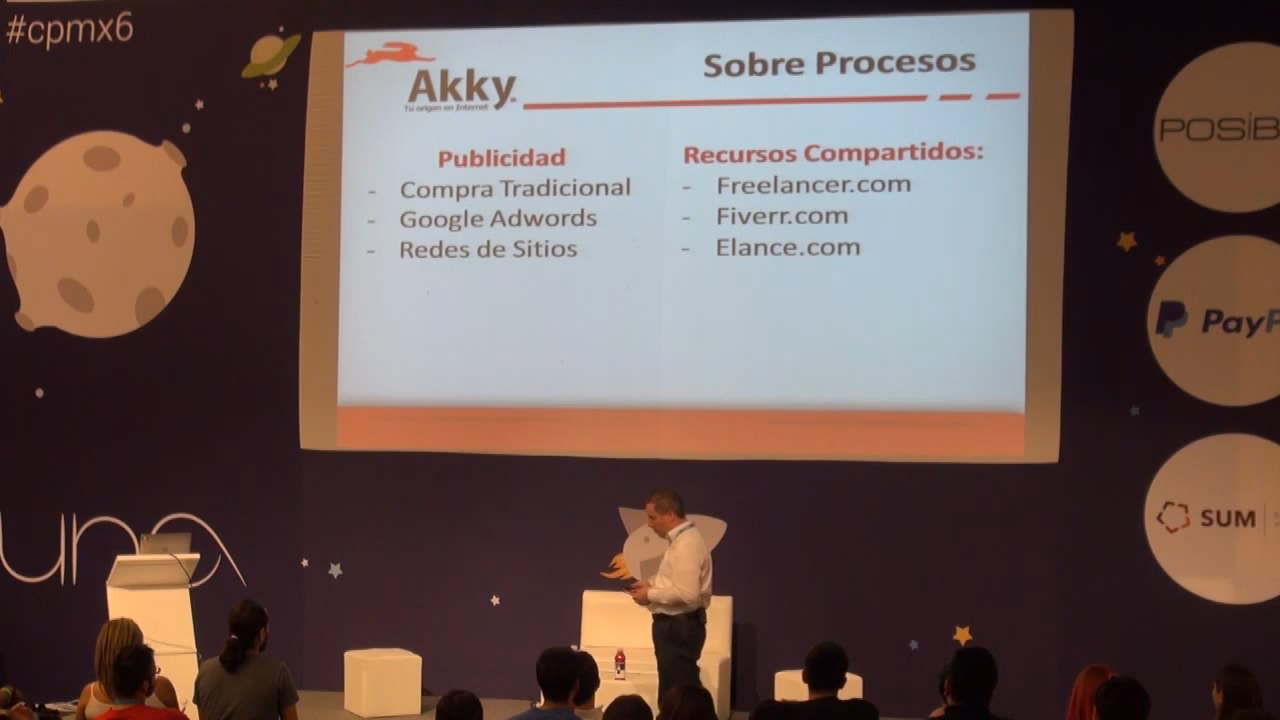 #cpmx6
Akky
Tu origen en Internet
Sobre Procesos
Publicidad
- Compra Tradicional
- Google Adwords
- Redes de Sitios
Recursos Compartidos:
- Freelancer.com
- Fiverr.com
- Elance.com
POSIB
PayP
SUM